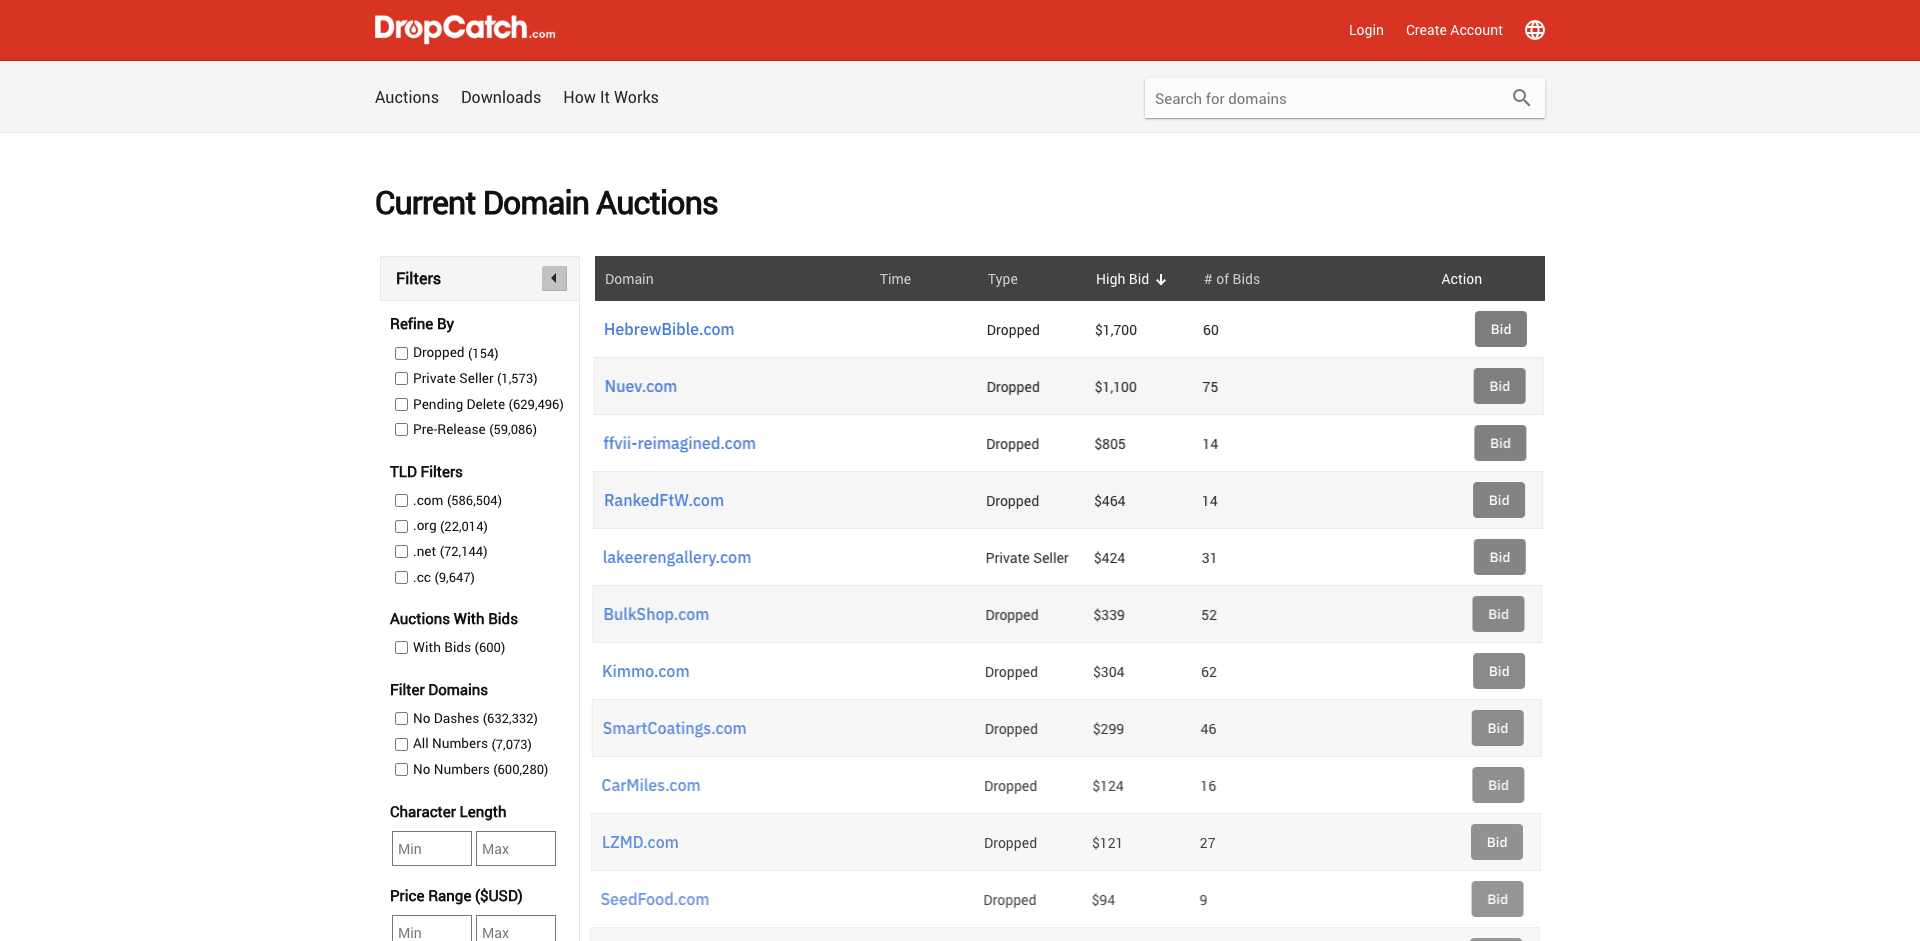 DropCatch.com
Login Create Account
Auctions Downloads How It Works
Search for domains
Current Domain Auctions
Filters
Domain Time Type High Bid # of Bids Action
Refine By
Dropped (154)
Private Seller (1,573)
Pending Delete (629,496)
Pre-Release (59,086)
TLD Filters
.com (586,504)
.org (22,014)
.net (72,144)
.cc (9,647)
Auctions With Bids
With Bids (600)
Filter Domains
No Dashes (632,332)
All Numbers (7,073)
No Numbers (600,280)
Character Length
Min Max
Price Range ($USD)
Min Max
HebrewBible.com Dropped $1,700 60 Bid
Nuev.com Dropped $1,100 75 Bid
ffvii-reimagined.com Dropped $805 14 Bid
RankedFtW.com Dropped $464 14 Bid
lakeerengallery.com Private Seller $424 31 Bid
BulkShop.com Dropped $339 52 Bid
Kimmo.com Dropped $304 62 Bid
SmartCoatings.com Dropped $299 46 Bid
CarMiles.com Dropped $124 16 Bid
LZMD.com Dropped $121 27 Bid
SeedFood.com Dropped $94 9 Bid